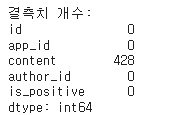 결측치 개수:
id 0
app_id 0
content 428
author_id 0
is_positive 0
dtype: int64